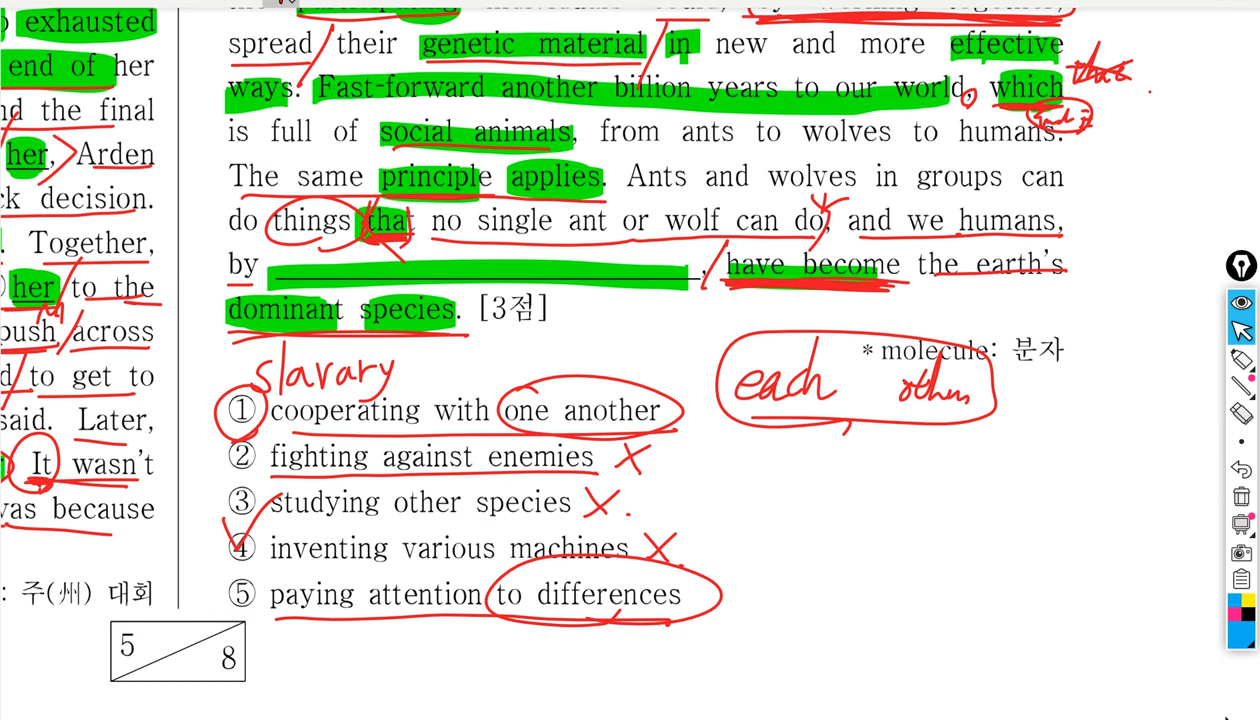 exhausted
end of her
nd the final
her, Arden
ck decision.
Together,
her to the
push across
d to get to
said. Later,
It wasn't
was because
: 주(州) 대회
5
8
spread their genetic material in new and more effective
ways. Fast-forward another billion years to our world, which
is full of social animals, from ants to wolves to humans.
The same principle applies. Ants and wolves in groups can
do things that no single ant or wolf can do, and we humans,
by ____________________, have become the earth's
dominant species. [3점]
* molecule: 분자
slavary
each other
① cooperating with one another
② fighting against enemies
③ studying other species
④ inventing various machines
⑤ paying attention to differences